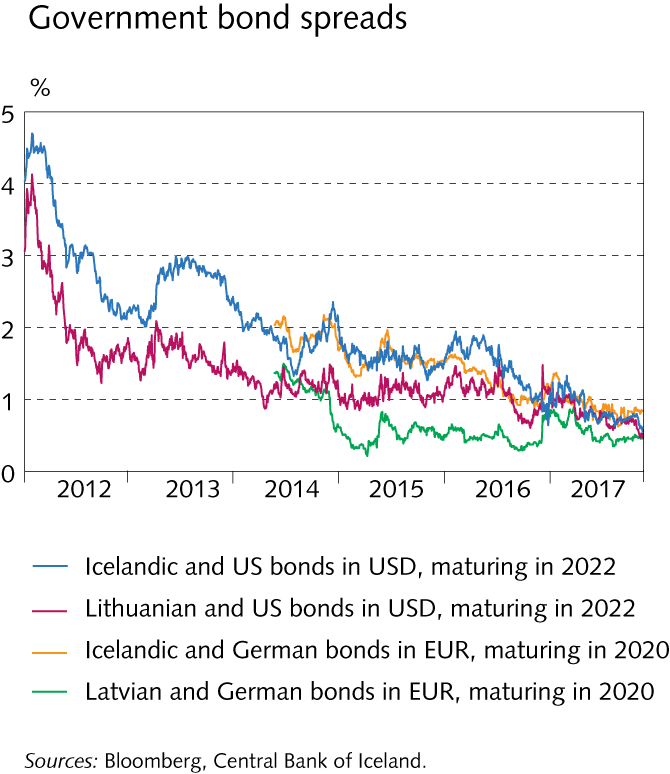 Government bond spreads
%
5
4
3
2
1
0
2012 2013 2014 2015 2016 2017
Icelandic and US bonds in USD, maturing in 2022
Lithuanian and US bonds in USD, maturing in 2022
Icelandic and German bonds in EUR, maturing in 2020
Latvian and German bonds in EUR, maturing in 2020
Sources: Bloomberg, Central Bank of Iceland.